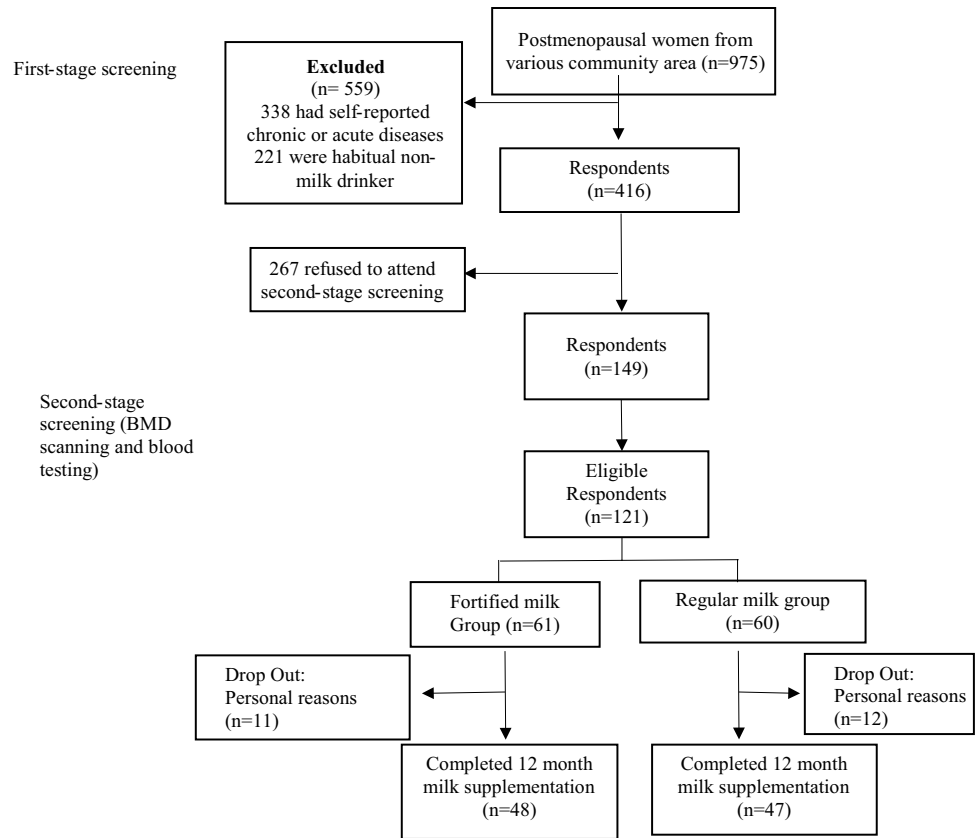 Postmenopausal women from
various community area (n=975)
First-stage screening
Excluded
(n= 559)
338 had self-reported
chronic or acute diseases
221 were habitual non-
milk drinker
Respondents
(n=416)
267 refused to attend
second-stage screening
Respondents
(n=149)
Second-stage
screening (BMD
scanning and blood
testing)
Eligible
Respondents
(n=121)
Fortified milk
Group (n=61)
Regular milk group
(n=60)
Drop Out:
Personal reasons
(n=11)
Drop Out:
Personal reasons
(n=12)
Completed 12 month
milk supplementation
(n=48)
Completed 12 month
milk supplementation
(n=47)